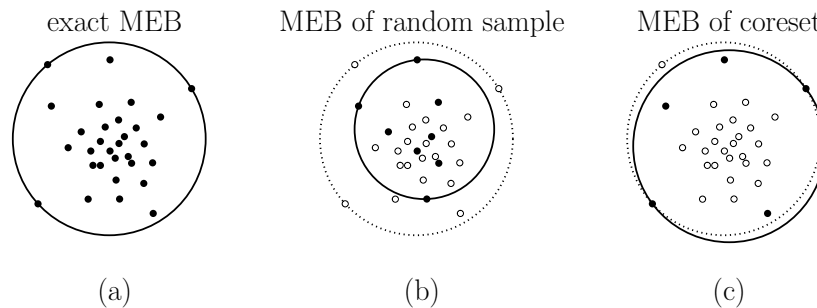 exact MEB
MEB of random sample
MEB of coreset
(a)
(b)
(c)